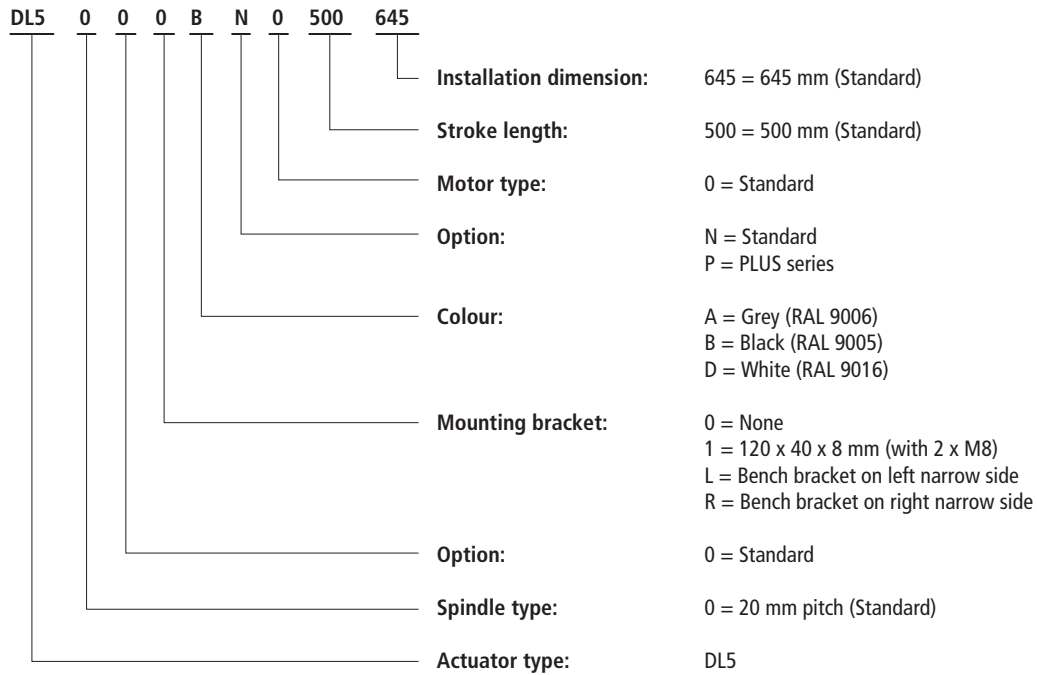 DL5 0 0 0 B N 0 500 645
Installation dimension: 645 = 645 mm (Standard)
Stroke length: 500 = 500 mm (Standard)
Motor type: 0 = Standard
Option: N = Standard
P = PLUS series
Colour: A = Grey (RAL 9006)
B = Black (RAL 9005)
D = White (RAL 9016)
Mounting bracket: 0 = None
1 = 120 x 40 x 8 mm (with 2 x M8)
L = Bench bracket on left narrow side
R = Bench bracket on right narrow side
Option: 0 = Standard
Spindle type: 0 = 20 mm pitch (Standard)
Actuator type: DL5